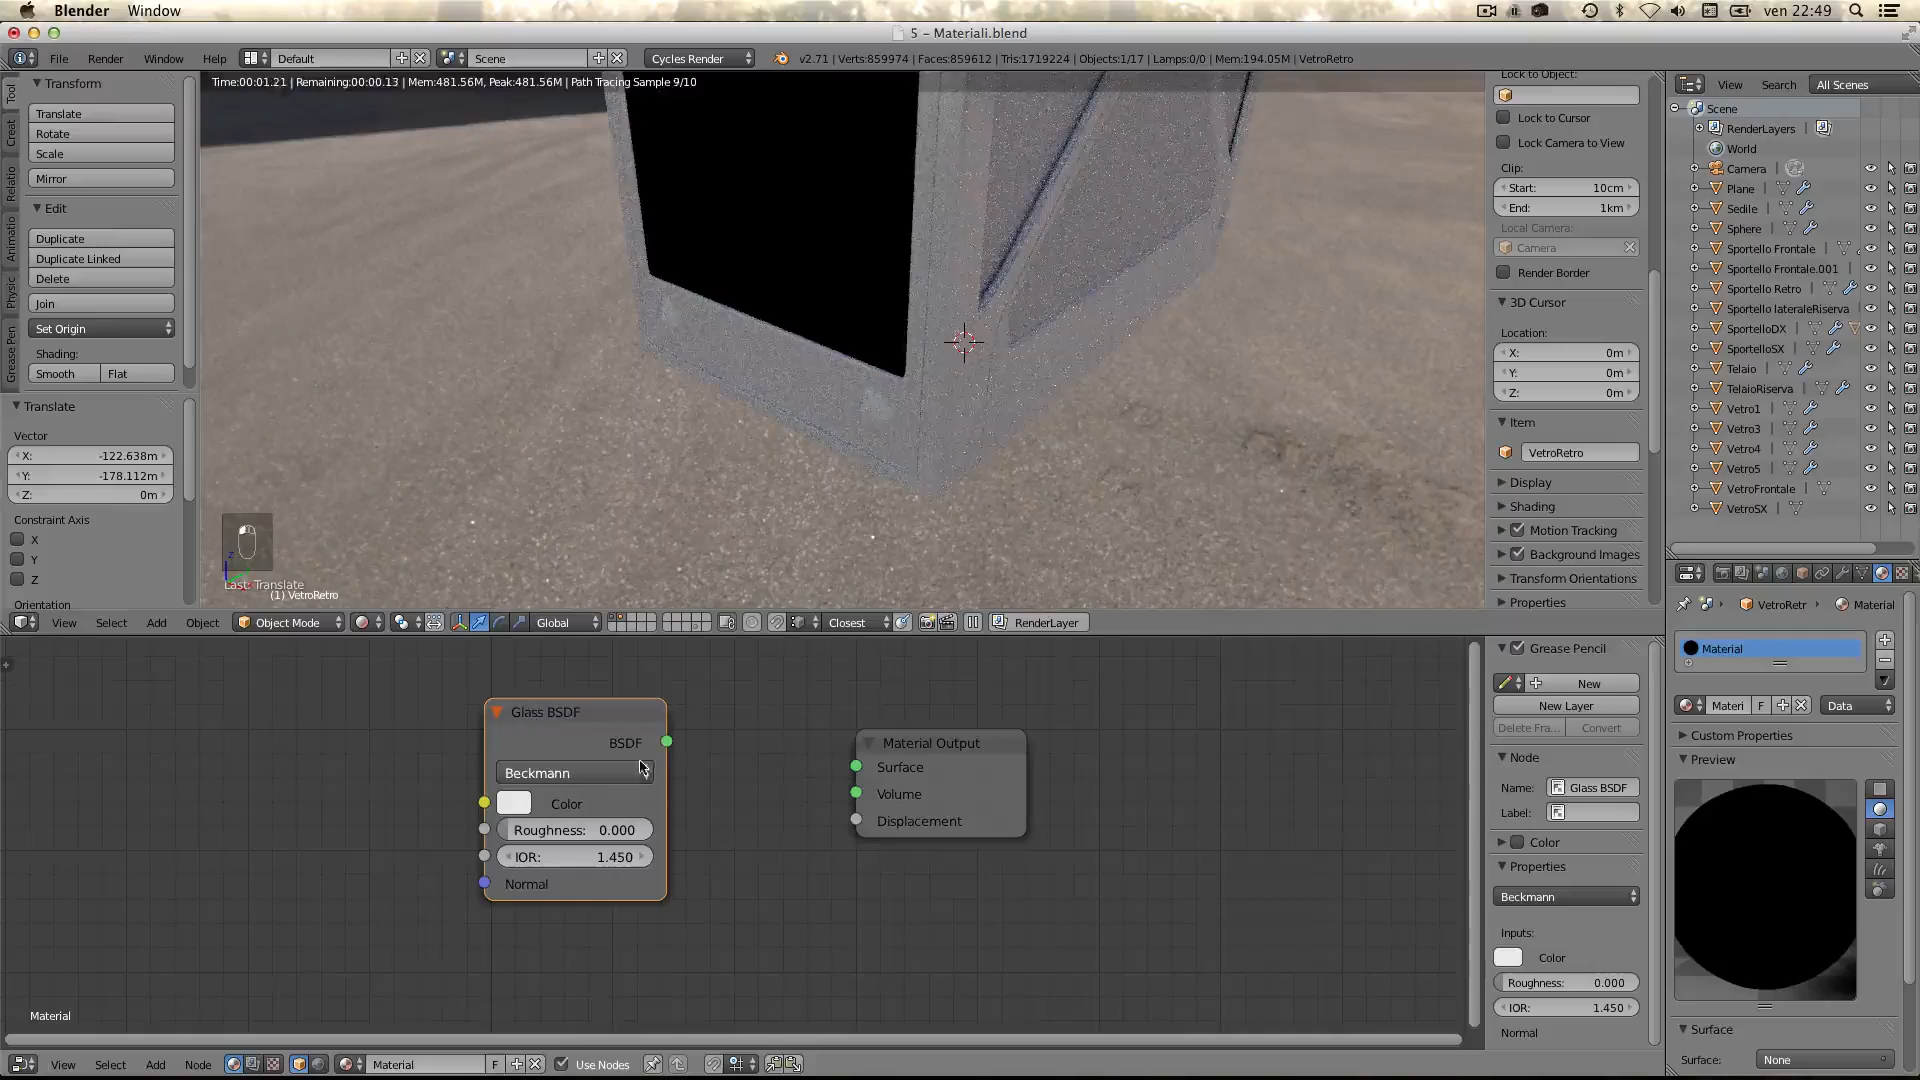 Blender Window ven 22:49
5 - Materiali.blend
File Render Window Help Default Scene Cycles Render v2.71 | Verts:859974 | Faces:859612 | Tris:1719224 | Objects:1/17 | Lamps:0/0 | Mem:194.05M | VetroRetro
Time:00:01.21 | Remaining:00:00.13 | Mem:481.56M, Peak:481.56M | Path Tracing Sample 9/10
Tool
Creat
Relatio
Animatio
Physic
Grease Pen
Transform
Translate
Rotate
Scale
Mirror
Edit
Duplicate
Duplicate Linked
Delete
Join
Set Origin
Shading:
Smooth Flat
Translate
Vector
X: -122.638m
Y: -178.112m
Z: 0m
Constraint Axis
X
Y
Z
Orientation
z
Last: Translate
(1) VetroRetro
Lock to Object:
Lock to Cursor
Lock Camera to View
Clip:
Start: 10cm
End: 1km
Local Camera:
Camera
Render Border
3D Cursor
Location:
X: 0m
Y: 0m
Z: 0m
Item
VetroRetro
Display
Shading
Motion Tracking
Background Images
Transform Orientations
Properties
View Search All Scenes
Scene
RenderLayers |
World
Camera |
Plane |
Sedile |
Sphere |
Sportello Frontale |
Sportello Frontale.001
Sportello Retro |
Sportello lateraleRiserva
SportelloDX |
SportelloSX |
Telaio |
TelaioRiserva |
Vetro1 |
Vetro3 |
Vetro4 |
Vetro5 |
VetroFrontale |
VetroSX |
View Select Add Object Object Mode Global Closest RenderLayer
Glass BSDF
BSDF
Beckmann
Color
Roughness: 0.000
IOR: 1.450
Normal
Material Output
Surface
Volume
Displacement
Material
View Select Add Node Material F Use Nodes
Grease Pencil
New
New Layer
Delete Fra... Convert
Node
Name: Glass BSDF
Label:
Color
Properties
Beckmann
Inputs:
Color
Roughness: 0.000
IOR: 1.450
Normal
VetroRetr Material
Material
Materi F Data
Custom Properties
Preview
Surface
Surface: None